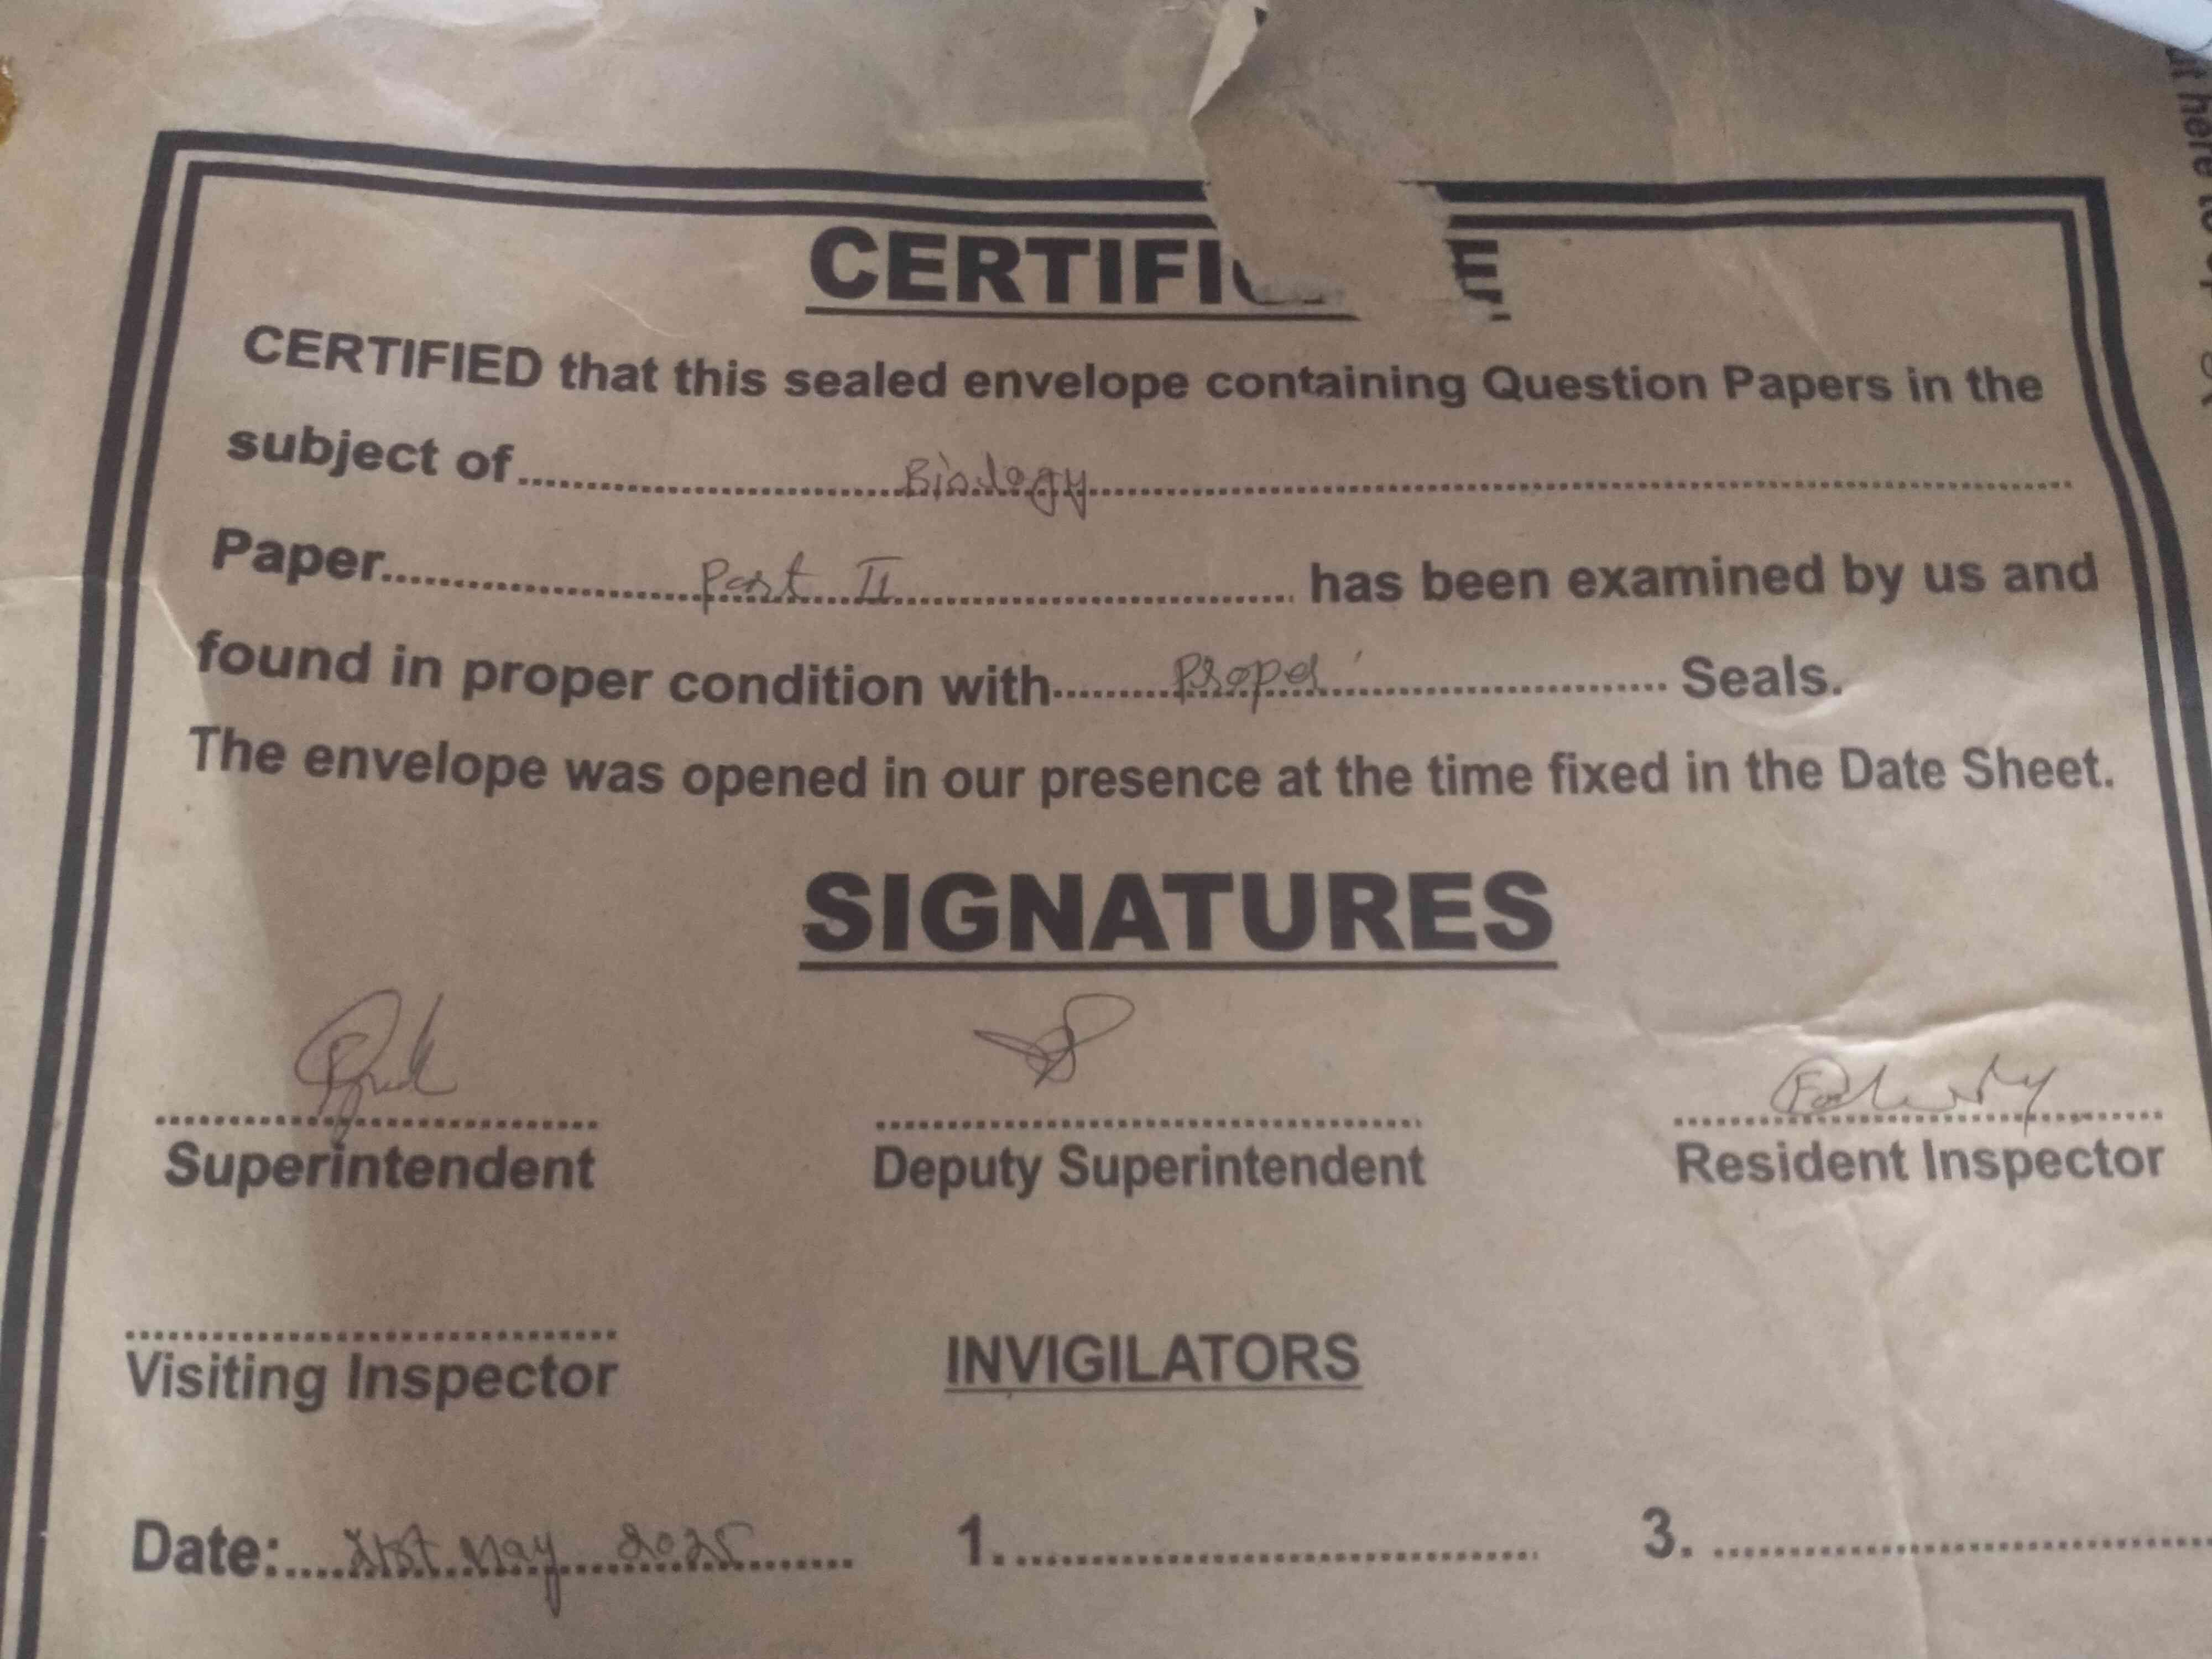 CERTIFI E
CERTIFIED that this sealed envelope containing Question Papers in the
subject of Biology
Paper Part II has been examined by us and
found in proper condition with Proper Seals.
The envelope was opened in our presence at the time fixed in the Date Sheet.
SIGNATURES
Superintendent Deputy Superintendent Resident Inspector
Visiting Inspector INVIGILATORS
Date: 21st May 2025 1. 3.